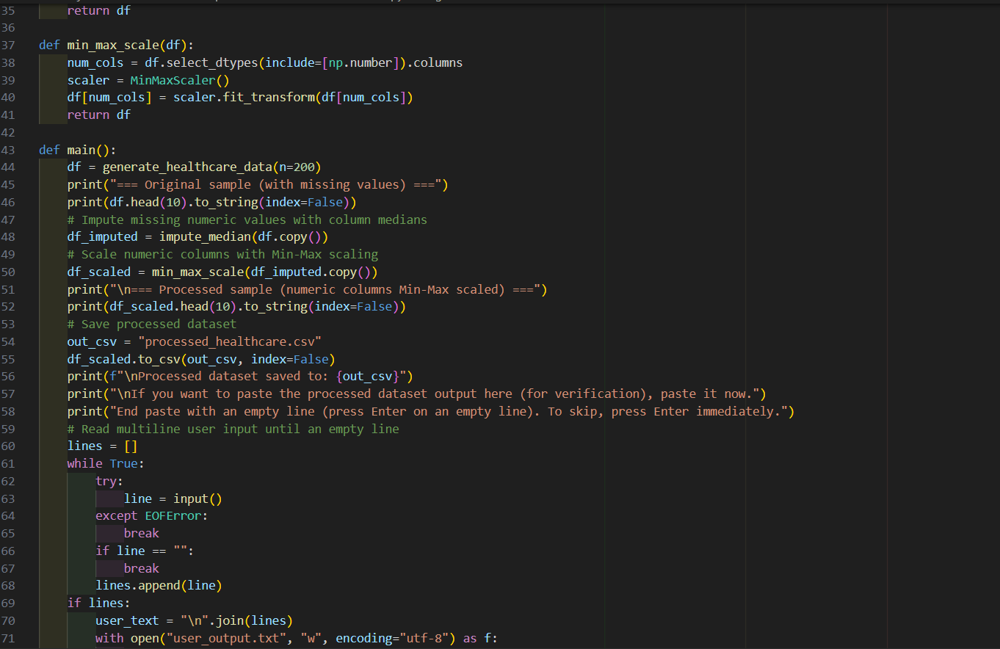 35 return df
36
37 def min_max_scale(df):
38 num_cols = df.select_dtypes(include=[np.number]).columns
39 scaler = MinMaxScaler()
40 df[num_cols] = scaler.fit_transform(df[num_cols])
41 return df
42
43 def main():
44 df = generate_healthcare_data(n=200)
45 print("=== Original sample (with missing values) ===")
46 print(df.head(10).to_string(index=False))
47 # Impute missing numeric values with column medians
48 df_imputed = impute_median(df.copy())
49 # Scale numeric columns with Min-Max scaling
50 df_scaled = min_max_scale(df_imputed.copy())
51 print("\n=== Processed sample (numeric columns Min-Max scaled) ===")
52 print(df_scaled.head(10).to_string(index=False))
53 # Save processed dataset
54 out_csv = "processed_healthcare.csv"
55 df_scaled.to_csv(out_csv, index=False)
56 print(f"\nProcessed dataset saved to: {out_csv}")
57 print("\nIf you want to paste the processed dataset output here (for verification), paste it now.")
58 print("End paste with an empty line (press Enter on an empty line). To skip, press Enter immediately.")
59 # Read multiline user input until an empty line
60 lines = []
61 while True:
62 try:
63 line = input()
64 except EOFError:
65 break
66 if line == "":
67 break
68 lines.append(line)
69 if lines:
70 user_text = "\n".join(lines)
71 with open("user_output.txt", "w", encoding="utf-8") as f: